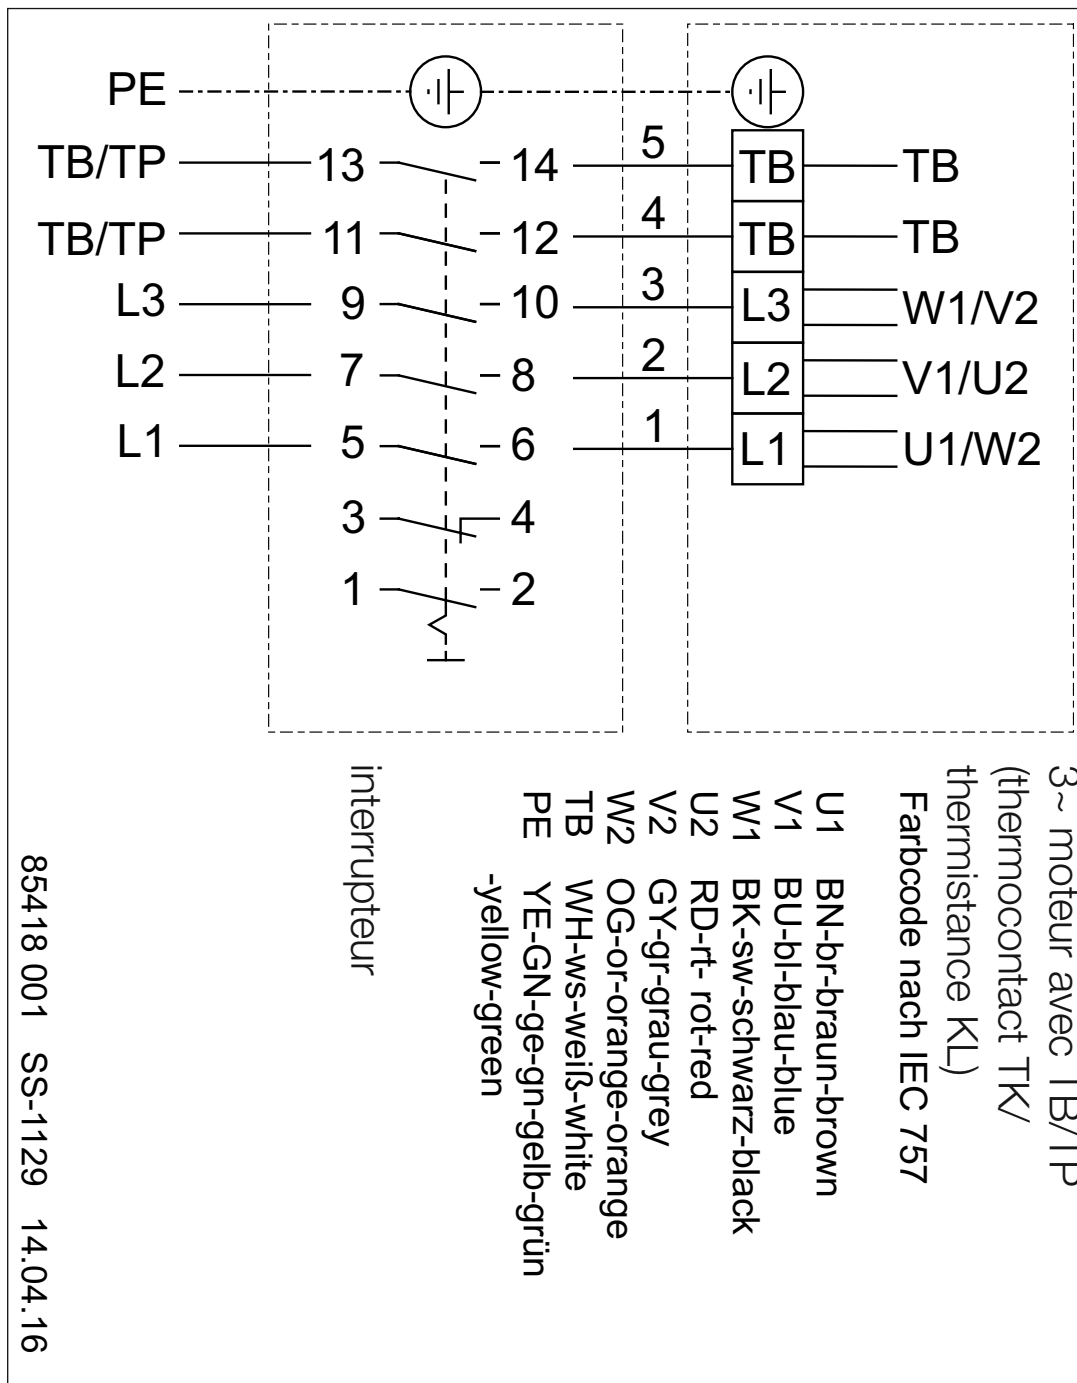 PE
TB/TP 13 14 5 TB TB
TB/TP 11 12 4 TB TB
L3 9 10 3 L3 W1/V2
L2 7 8 2 L2 V1/U2
L1 5 6 1 L1 U1/W2
3 4
1 2
3~ moteur avec TB/TP
(thermocontact TK/
thermistance KL)
Farbcode nach IEC 757
U1 BN-br-braun-brown
V1 BU-bl-blau-blue
W1 BK-sw-schwarz-black
U2 RD-rt- rot-red
V2 GY-gr-grau-grey
W2 OG-or-orange-orange
TB WH-ws-weiß-white
PE YE-GN-ge-gn-gelb-grün
-yellow-green
interrupteur
85418 001 SS-1129 14.04.16